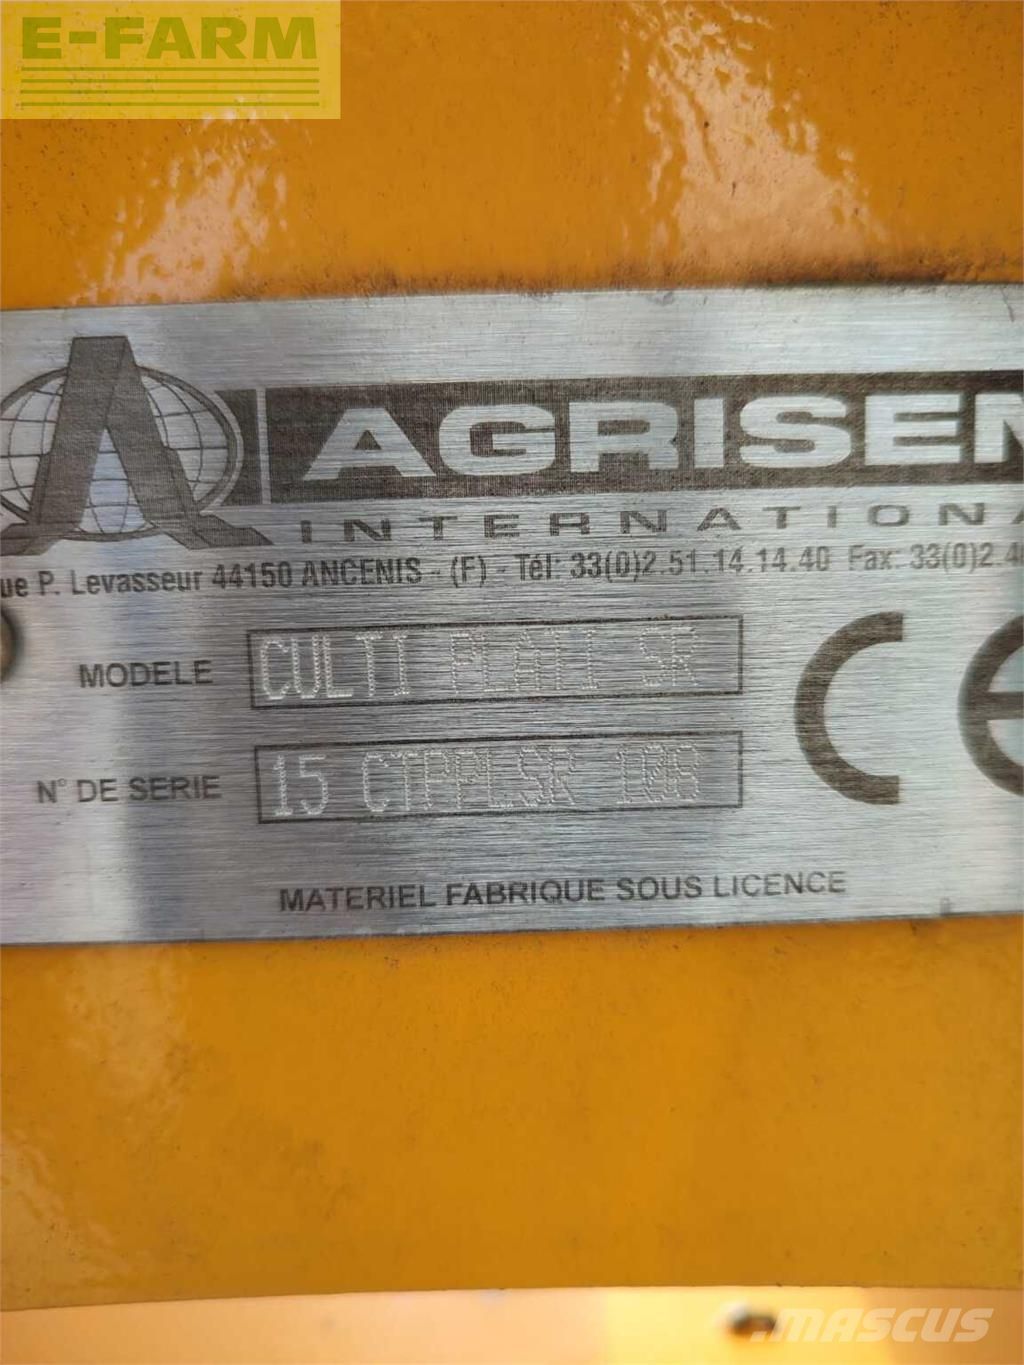 E-FARM
AGRISEM
INTERNATIONA
ue P. Levasseur 44150 ANCENIS - (F) - Tél: 33(0)2.51.14.14.40 Fax: 33(0)2.4
MODELE CULTI PLATI SR
N° DE SERIE 15 CTPPLSR 108
CE
MATERIEL FABRIQUE SOUS LICENCE
MASCUS